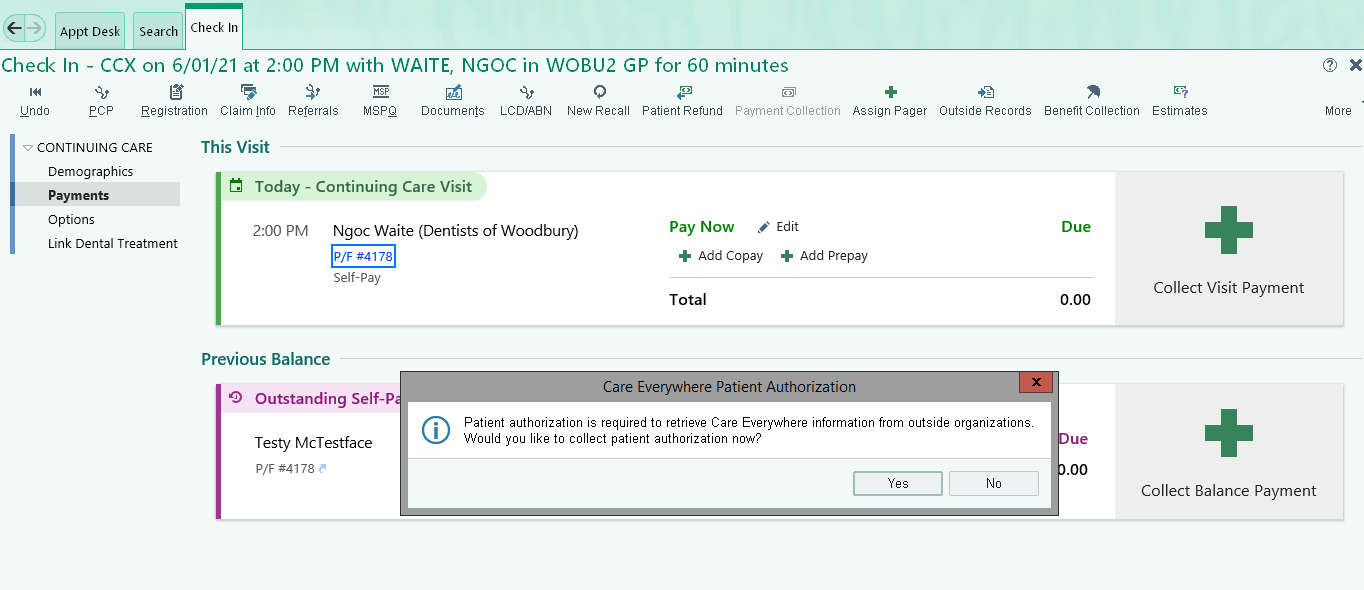 Appt Desk Search Check In
Check In - CCX on 6/01/21 at 2:00 PM with WAITE, NGOC in WOBU2 GP for 60 minutes
Undo PCP Registration Claim Info Referrals MSPQ Documents LCD/ABN New Recall Patient Refund Payment Collection Assign Pager Outside Records Benefit Collection Estimates More
CONTINUING CARE
Demographics
Payments
Options
Link Dental Treatment
This Visit
Today - Continuing Care Visit
2:00 PM Ngoc Waite (Dentists of Woodbury)
P/F #4178
Self-Pay
Pay Now Edit Due
Add Copay Add Prepay
Total 0.00
Collect Visit Payment
Previous Balance
Outstanding Self-Pa
Testy McTestface
P/F #4178
Due
0.00
Collect Balance Payment
Care Everywhere Patient Authorization
x
Patient authorization is required to retrieve Care Everywhere information from outside organizations.
Would you like to collect patient authorization now?
Yes No